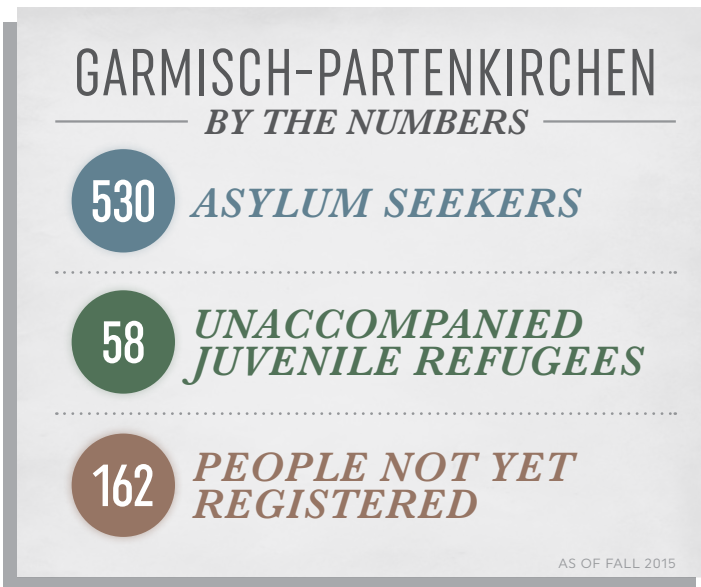 GARMISCH-PARTENKIRCHEN
BY THE NUMBERS
530 ASYLUM SEEKERS
58 UNACCOMPANIED
JUVENILE REFUGEES
162 PEOPLE NOT YET
REGISTERED
AS OF FALL 2015